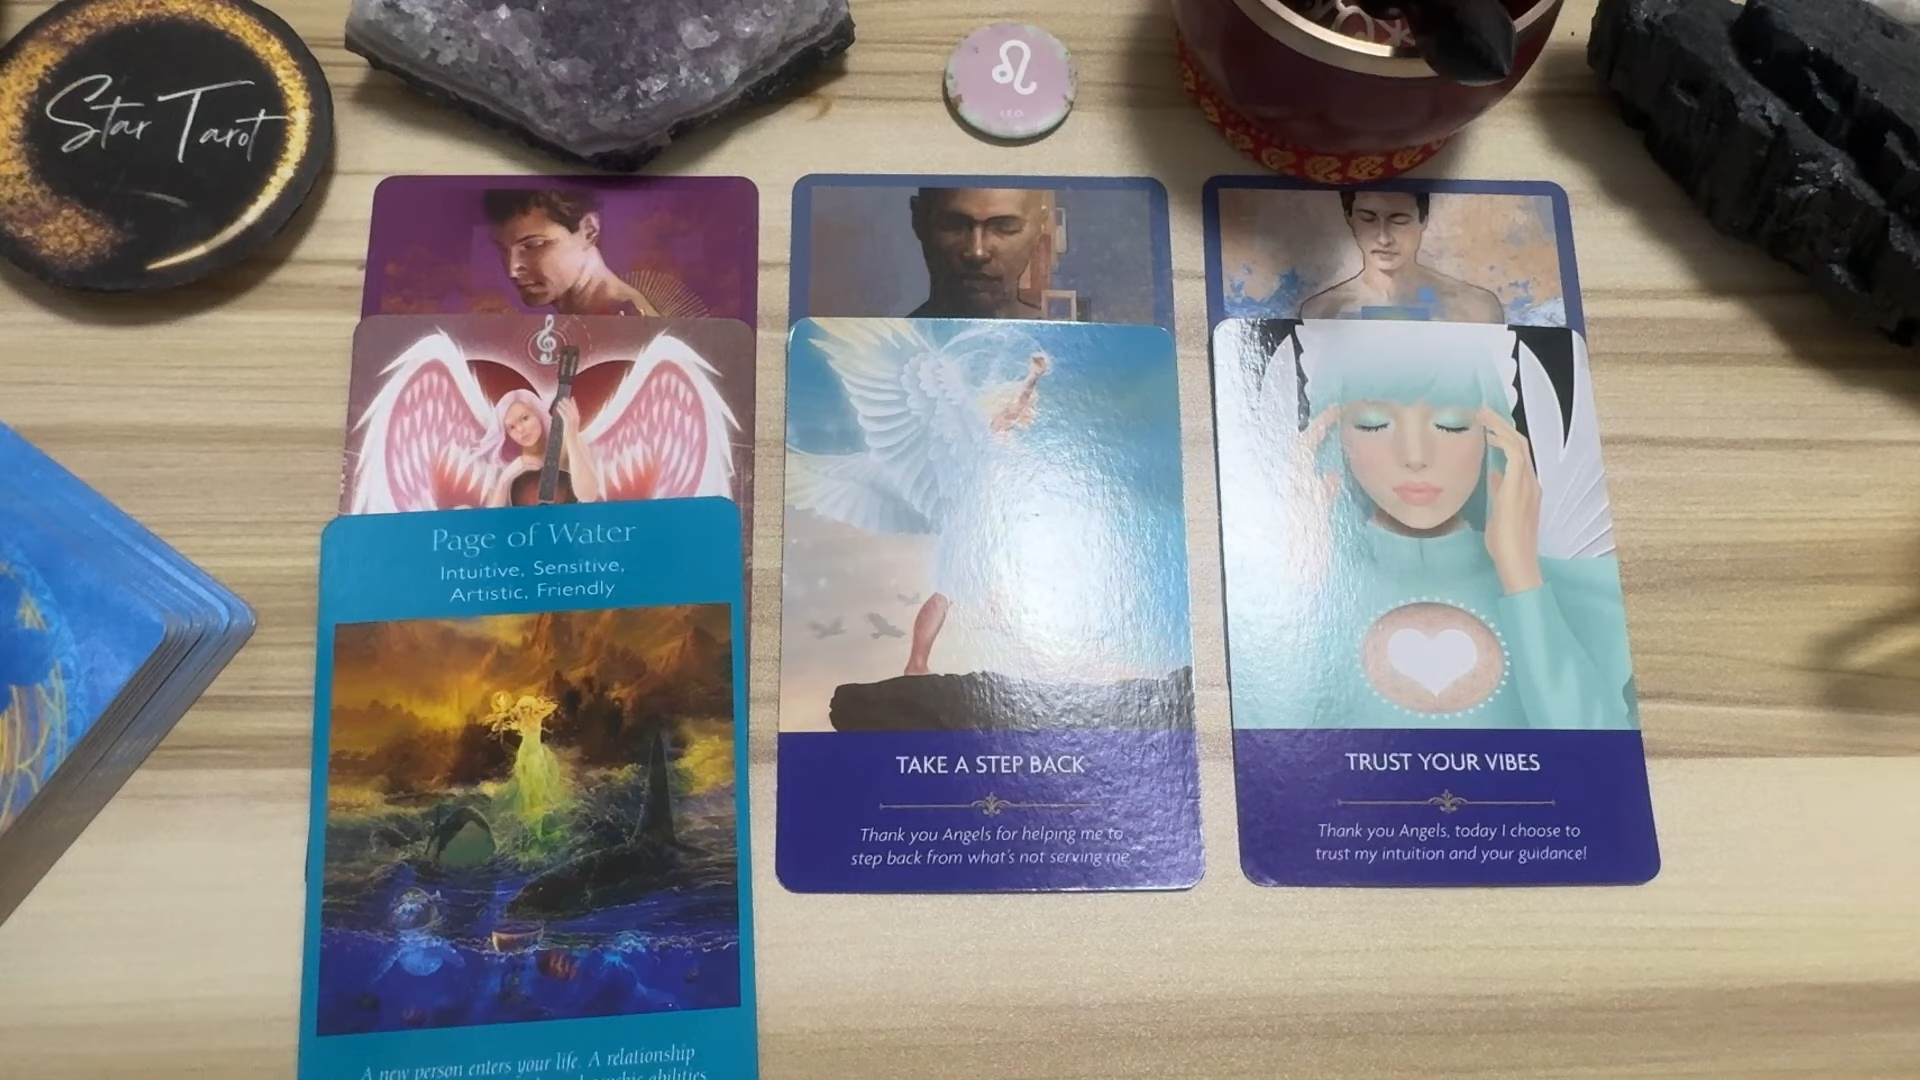 Star Tarot
LEO
Page of Water
Intuitive, Sensitive,
Artistic, Friendly
A new person enters your life. A relationship
abilities
TAKE A STEP BACK
Thank you Angels for helping me to
step back from what's not serving me
TRUST YOUR VIBES
Thank you Angels, today I choose to
trust my intuition and your guidance!